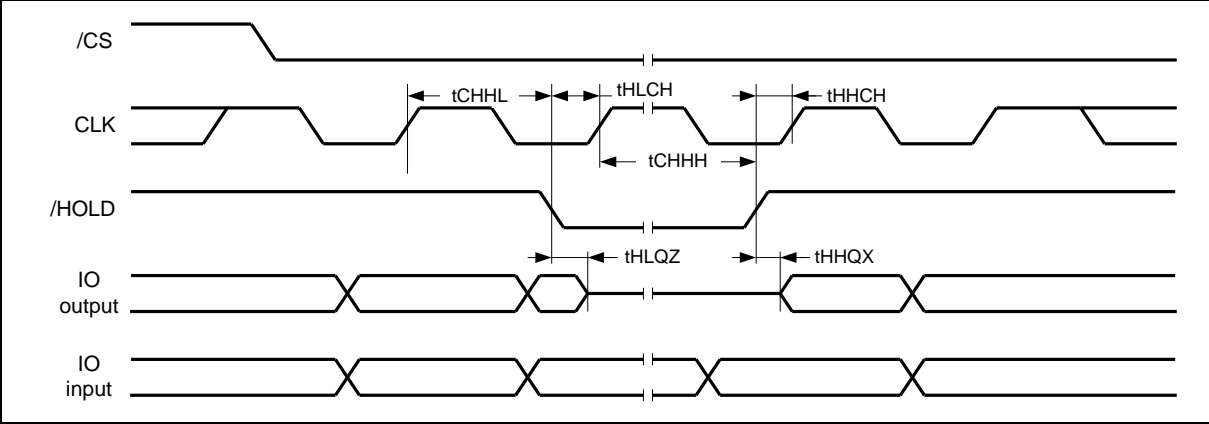 /CS
tCHHL
tHLCH
tHHCH
CLK
tCHHH
/HOLD
tHLQZ
tHHQX
IO
output
IO
input